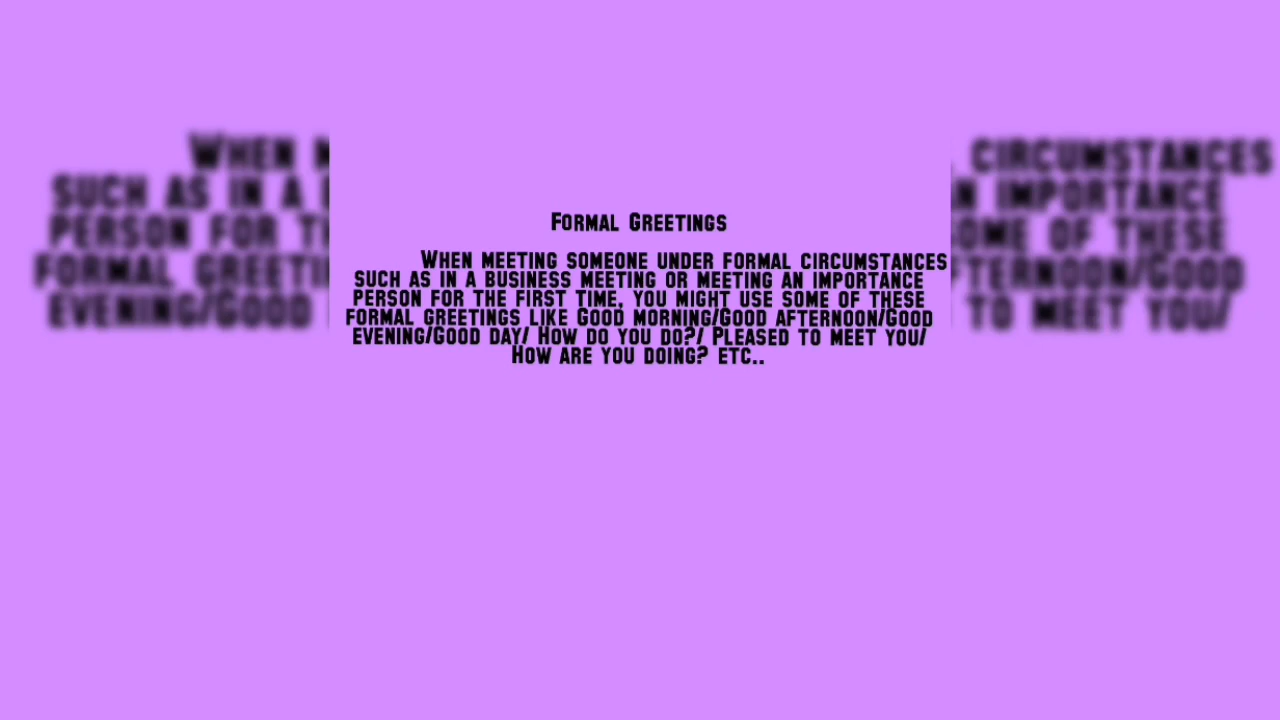 Formal Greetings
When meeting someone under formal circumstances
such as in a business meeting or meeting an importance
person for the first time, you might use some of these
formal greetings like Good morning/Good afternoon/Good
evening/Good day/ How do you do?/ Pleased to meet you/
How are you doing? etc..